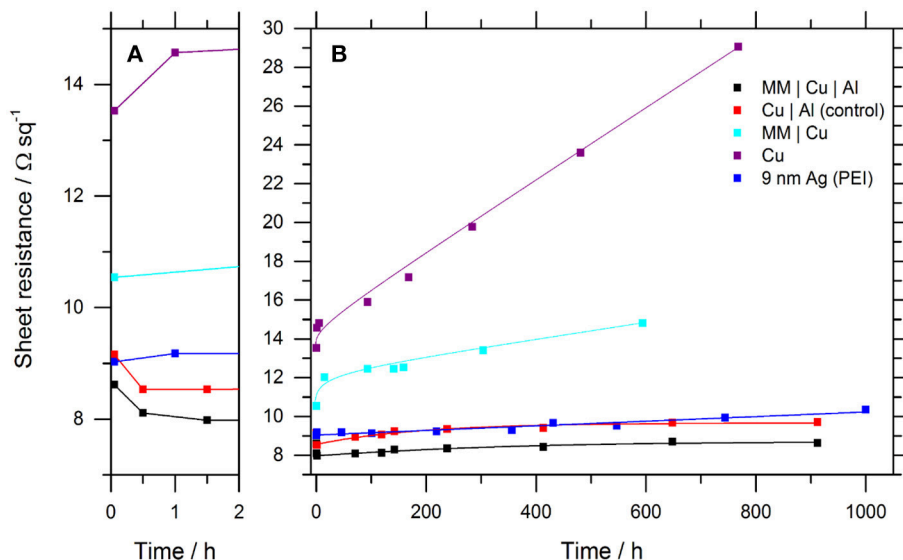 A
B
Sheet resistance / Ω sq⁻¹
14
12
10
8
0
1
2
Time / h
30
28
26
24
22
20
18
16
14
12
10
8
0
200
400
600
800
1000
Time / h
MM | Cu | Al
Cu | Al (control)
MM | Cu
Cu
9 nm Ag (PEI)